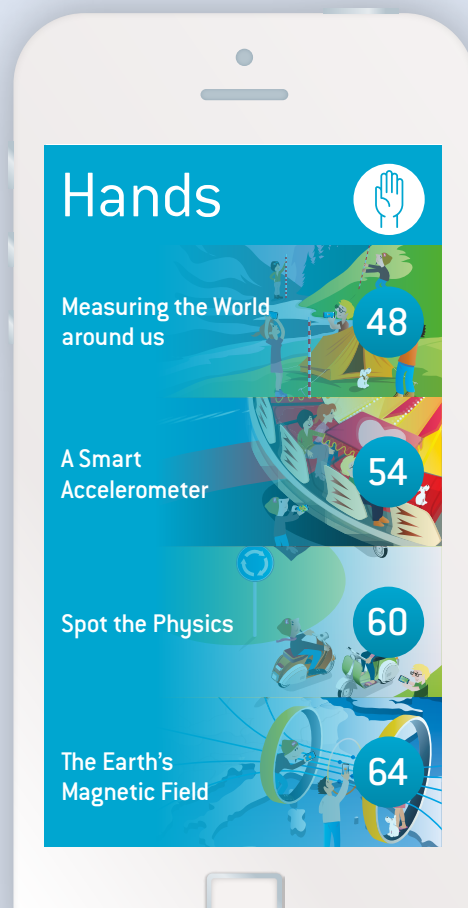 Hands
Measuring the World
around us
48
A Smart
Accelerometer
54
Spot the Physics
60
The Earth's
Magnetic Field
64